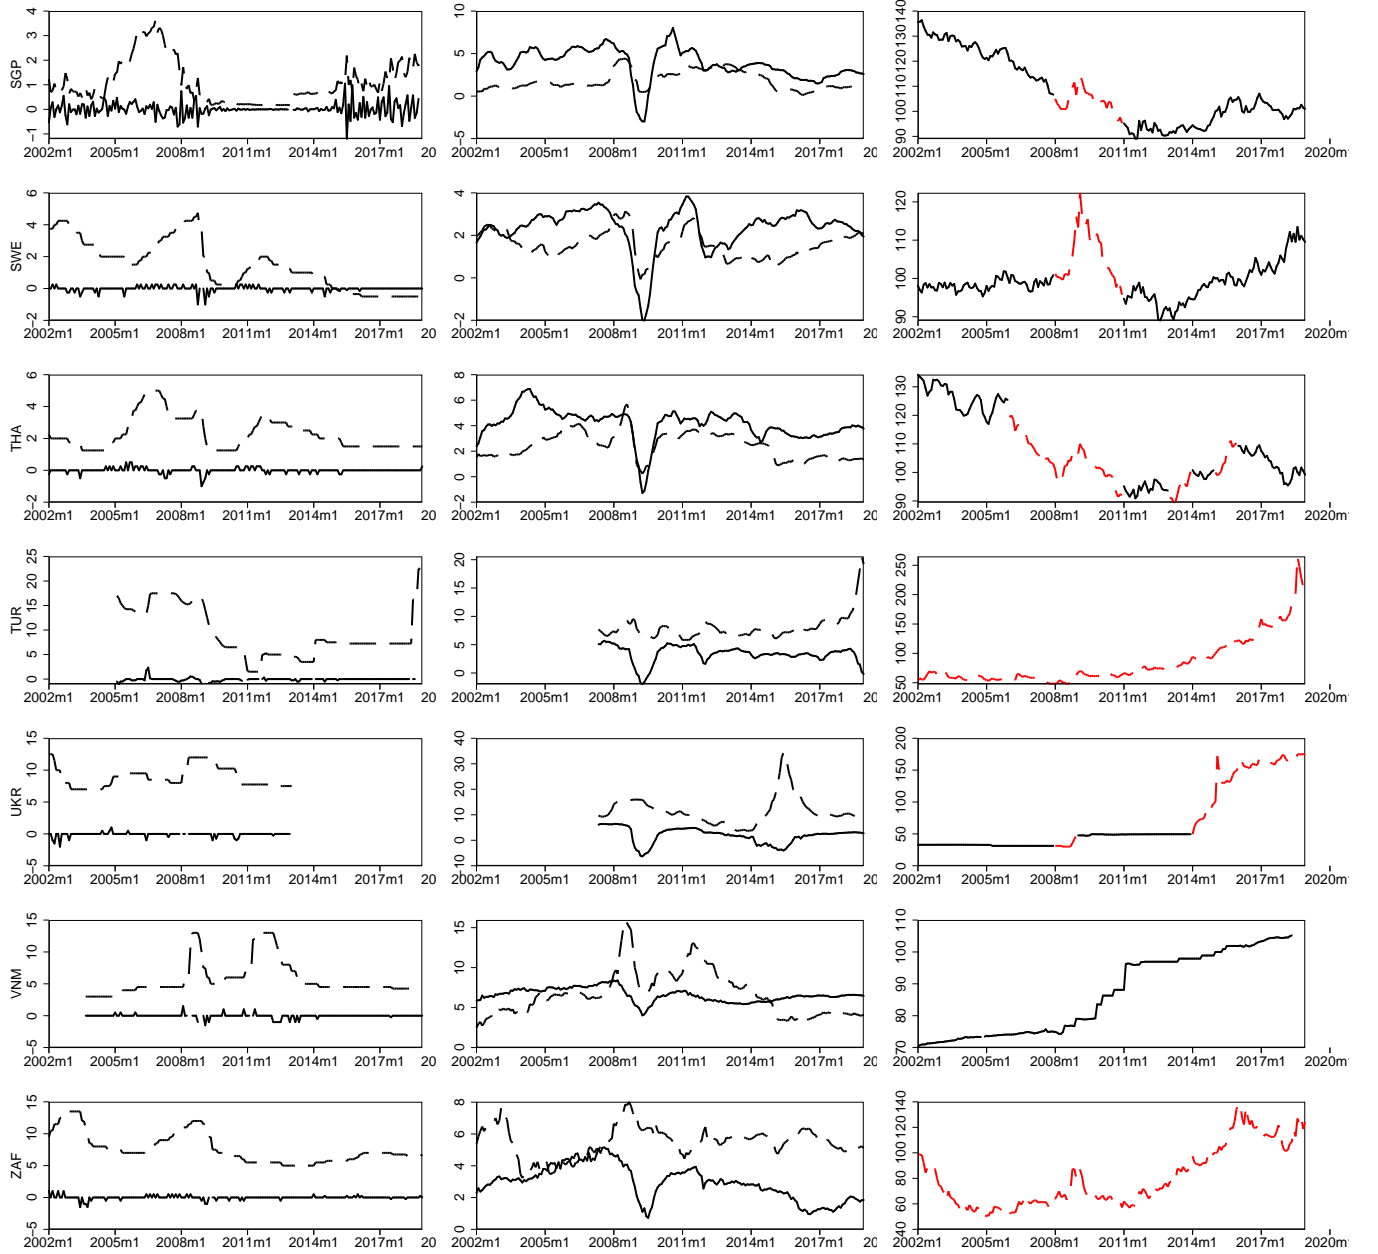 SGP
−1 0 1 2 3 4
2002m1 2005m1 2008m1 2011m1 2014m1 2017m1 20
−5 0 5 10
2002m1 2005m1 2008m1 2011m1 2014m1 2017m1 20
90 100 110 120 130 140
2002m1 2005m1 2008m1 2011m1 2014m1 2017m1 2020m
SWE
−2 0 2 4 6
2002m1 2005m1 2008m1 2011m1 2014m1 2017m1 20
−2 0 2 4
2002m1 2005m1 2008m1 2011m1 2014m1 2017m1 20
90 100 110 120
2002m1 2005m1 2008m1 2011m1 2014m1 2017m1 2020m
THA
−2 0 2 4 6
2002m1 2005m1 2008m1 2011m1 2014m1 2017m1 20
−2 0 2 4 6 8
2002m1 2005m1 2008m1 2011m1 2014m1 2017m1 20
90 100 110 120 130
2002m1 2005m1 2008m1 2011m1 2014m1 2017m1 2020m
TUR
0 5 10 15 20 25
2002m1 2005m1 2008m1 2011m1 2014m1 2017m1 20
0 5 10 15 20
2002m1 2005m1 2008m1 2011m1 2014m1 2017m1 20
50 100 150 200 250
2002m1 2005m1 2008m1 2011m1 2014m1 2017m1 2020m
UKR
−5 0 5 10 15
2002m1 2005m1 2008m1 2011m1 2014m1 2017m1 20
−10 0 10 20 30 40
2002m1 2005m1 2008m1 2011m1 2014m1 2017m1 20
0 50 100 150 200
2002m1 2005m1 2008m1 2011m1 2014m1 2017m1 2020m
VNM
−5 0 5 10 15
2002m1 2005m1 2008m1 2011m1 2014m1 2017m1 20
0 5 10 15
2002m1 2005m1 2008m1 2011m1 2014m1 2017m1 20
70 80 90 100 110
2002m1 2005m1 2008m1 2011m1 2014m1 2017m1 2020m
ZAF
−5 0 5 10 15
2002m1 2005m1 2008m1 2011m1 2014m1 2017m1 20
0 2 4 6 8
2002m1 2005m1 2008m1 2011m1 2014m1 2017m1 20
40 60 80 100 120 140
2002m1 2005m1 2008m1 2011m1 2014m1 2017m1 2020m